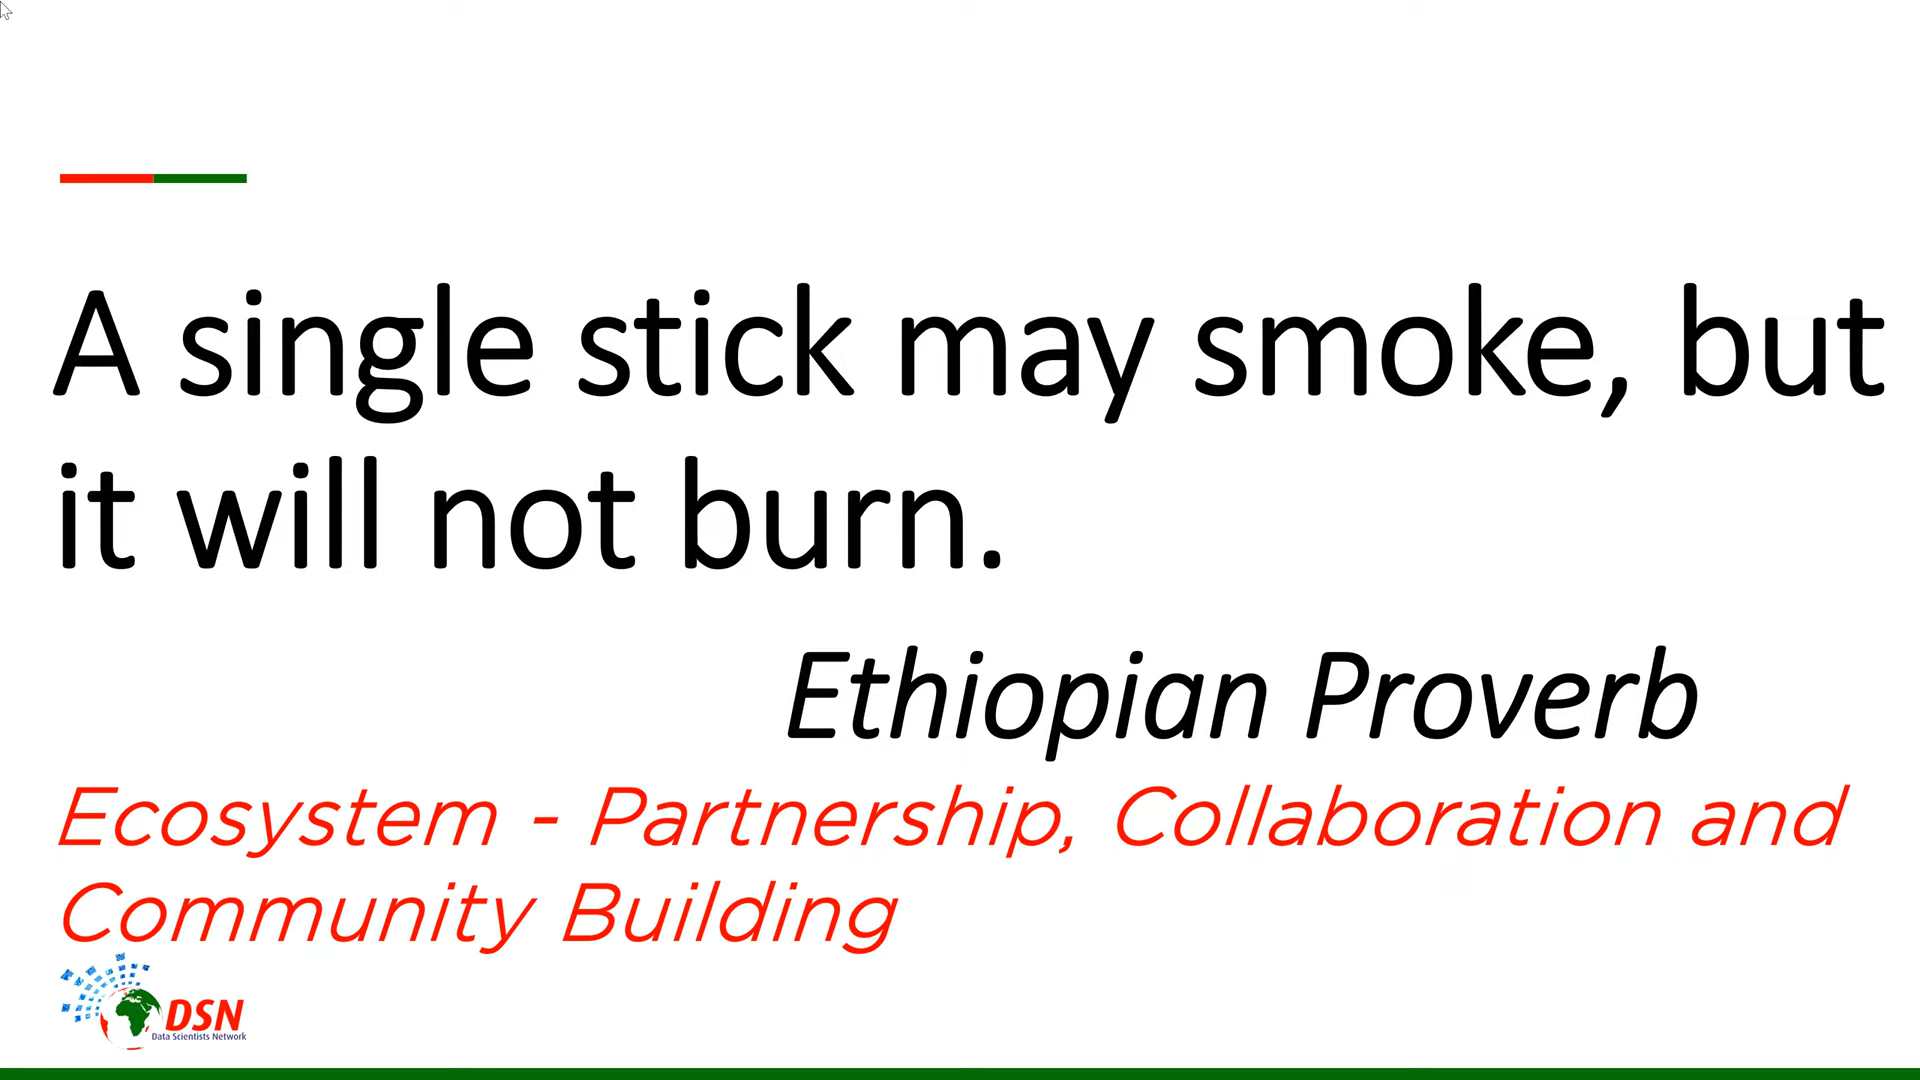 A single stick may smoke, but
it will not burn.
Ethiopian Proverb
Ecosystem - Partnership, Collaboration and
Community Building
DSN
Data Scientists Network